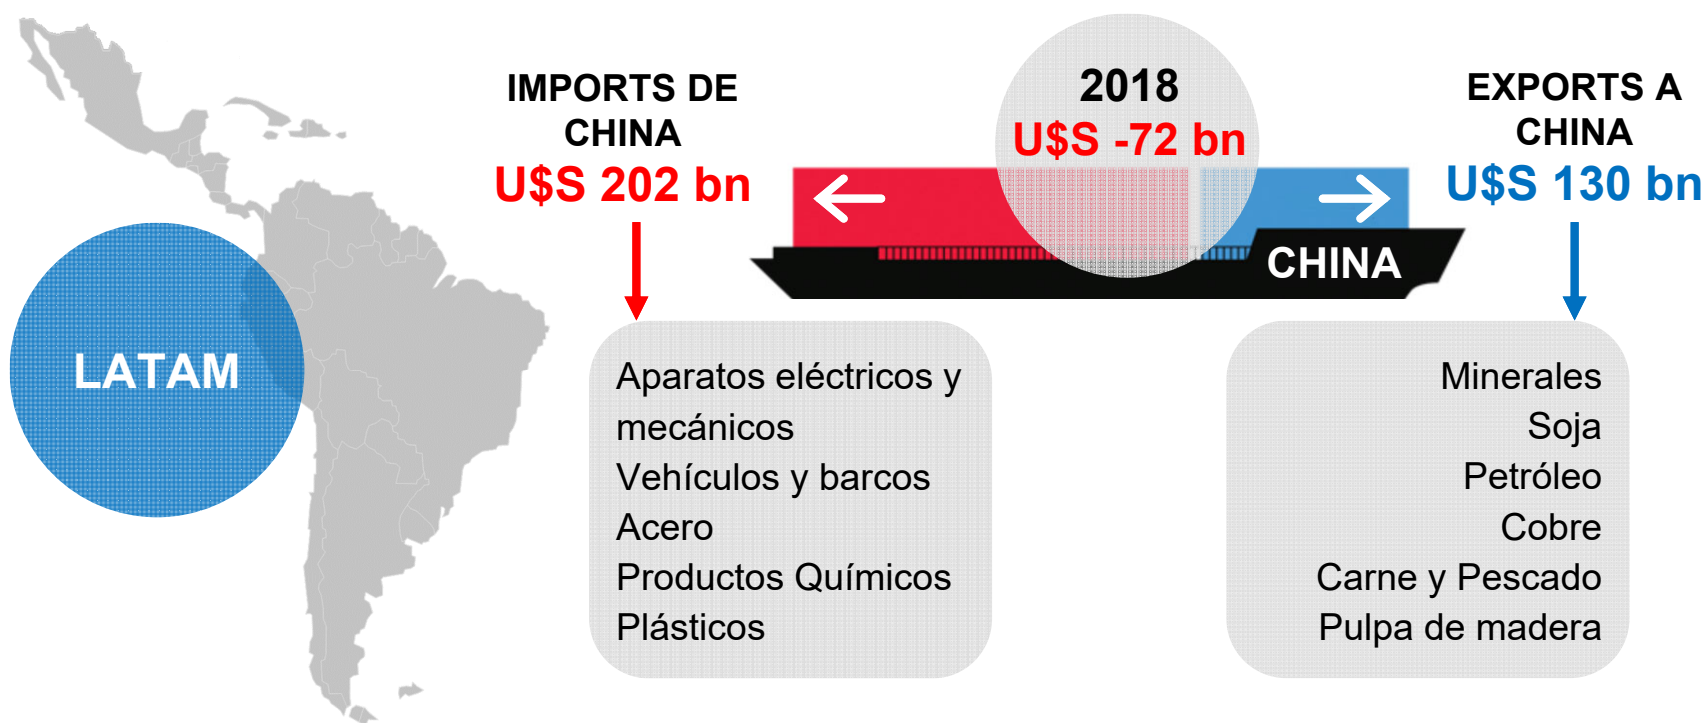 IMPORTS DE
CHINA
U$S 202 bn
2018
U$S -72 bn
EXPORTS A
CHINA
U$S 130 bn
CHINA
LATAM
Aparatos eléctricos y
mecánicos
Vehículos y barcos
Acero
Productos Químicos
Plásticos
Minerales
Soja
Petróleo
Cobre
Carne y Pescado
Pulpa de madera